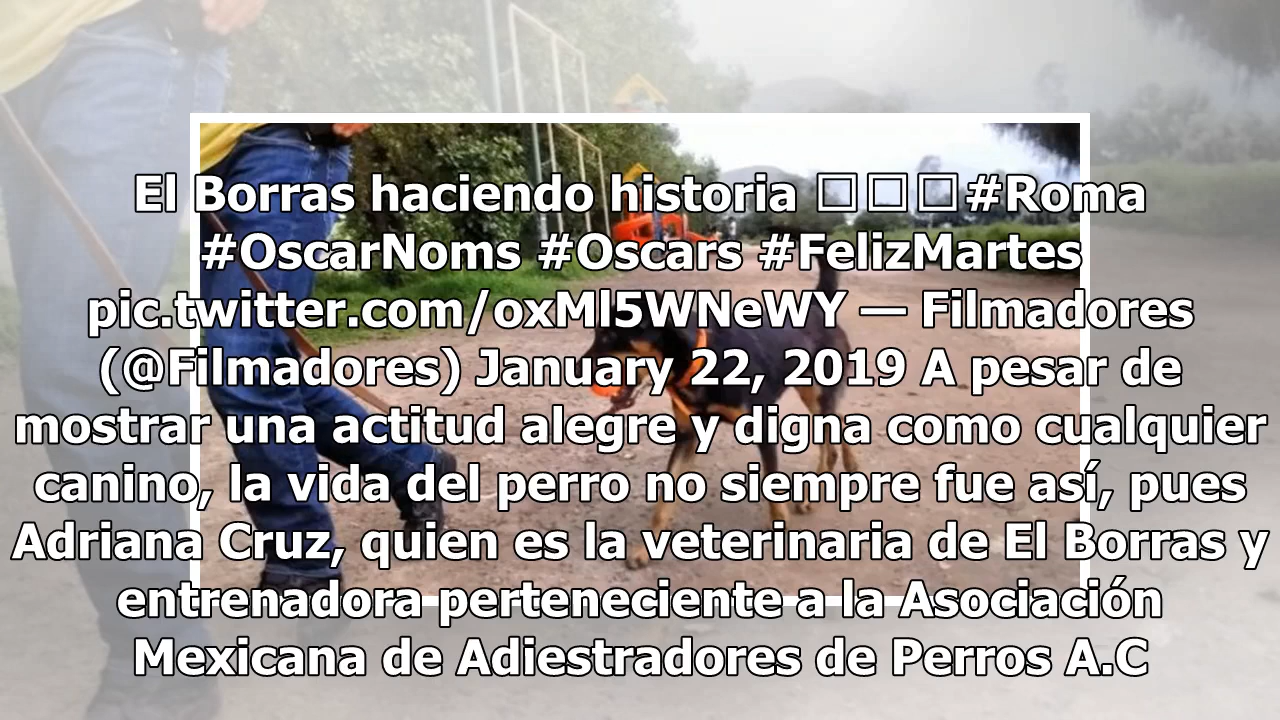 El Borras haciendo historia □□□#Roma
#OscarNoms #Oscars #FelizMartes
pic.twitter.com/oxMl5WNeWY — Filmadores
(@Filmadores) January 22, 2019 A pesar de
mostrar una actitud alegre y digna como cualquier
canino, la vida del perro no siempre fue así, pues
Adriana Cruz, quien es la veterinaria de El Borras y
entrenadora perteneciente a la Asociación
Mexicana de Adiestradores de Perros A.C